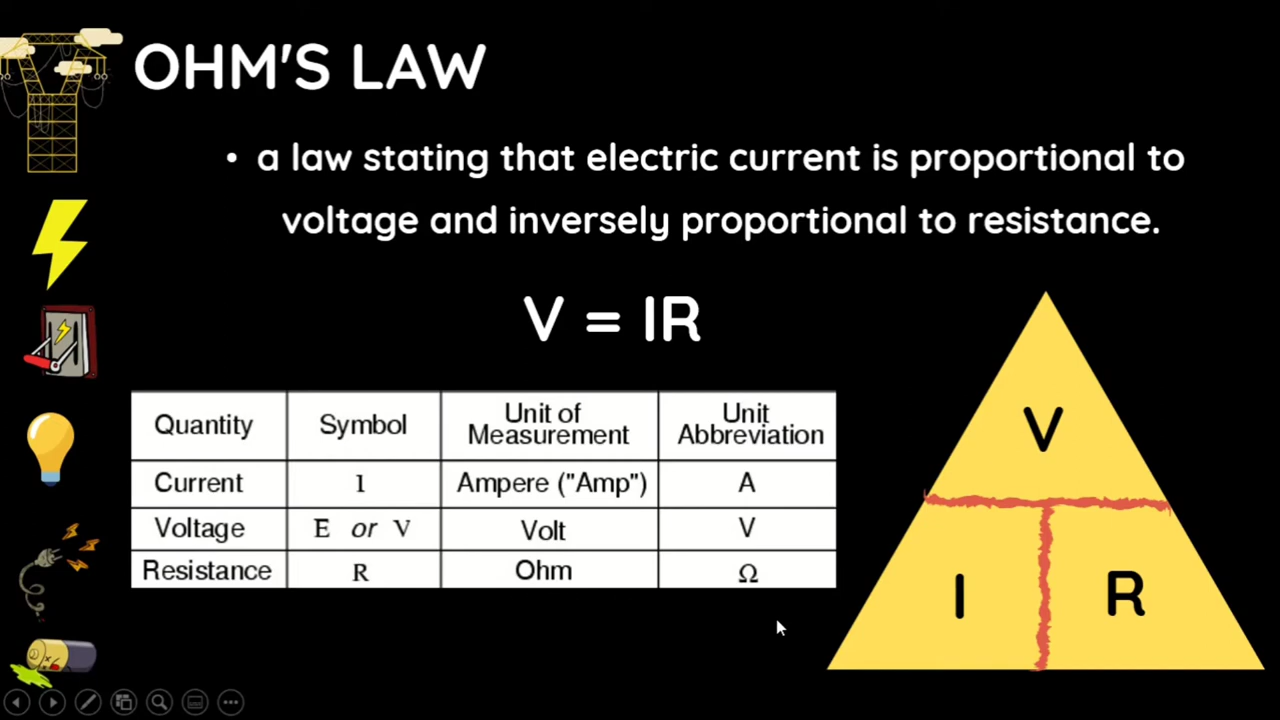 OHM'S LAW
• a law stating that electric current is proportional to
voltage and inversely proportional to resistance.
V = IR
Quantity Symbol Unit of Measurement Unit Abbreviation
Current I Ampere ("Amp") A
Voltage E or V Volt V
Resistance R Ohm Ω
V
I R